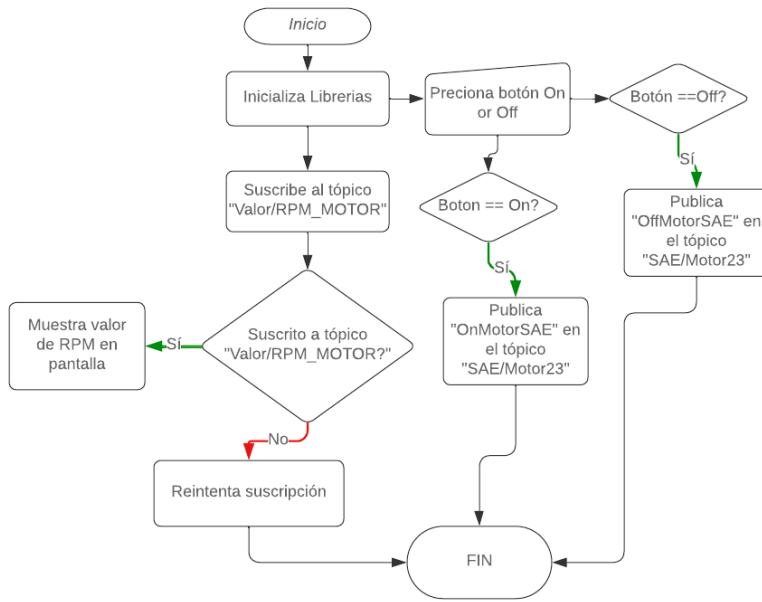 Inicio
Inicializa Librerias
Preciona botón On
or Off
Botón ==Off?
Sí
Suscribe al tópico
"Valor/RPM_MOTOR"
Boton == On?
Sí
Publica
"OffMotorSAE" en
el tópico
"SAE/Motor23"
Muestra valor
de RPM en
pantalla
Sí
Suscrito a tópico
"Valor/RPM_MOTOR?"
Publica
"OnMotorSAE" en
el tópico
"SAE/Motor23"
No
Reintenta suscripción
FIN